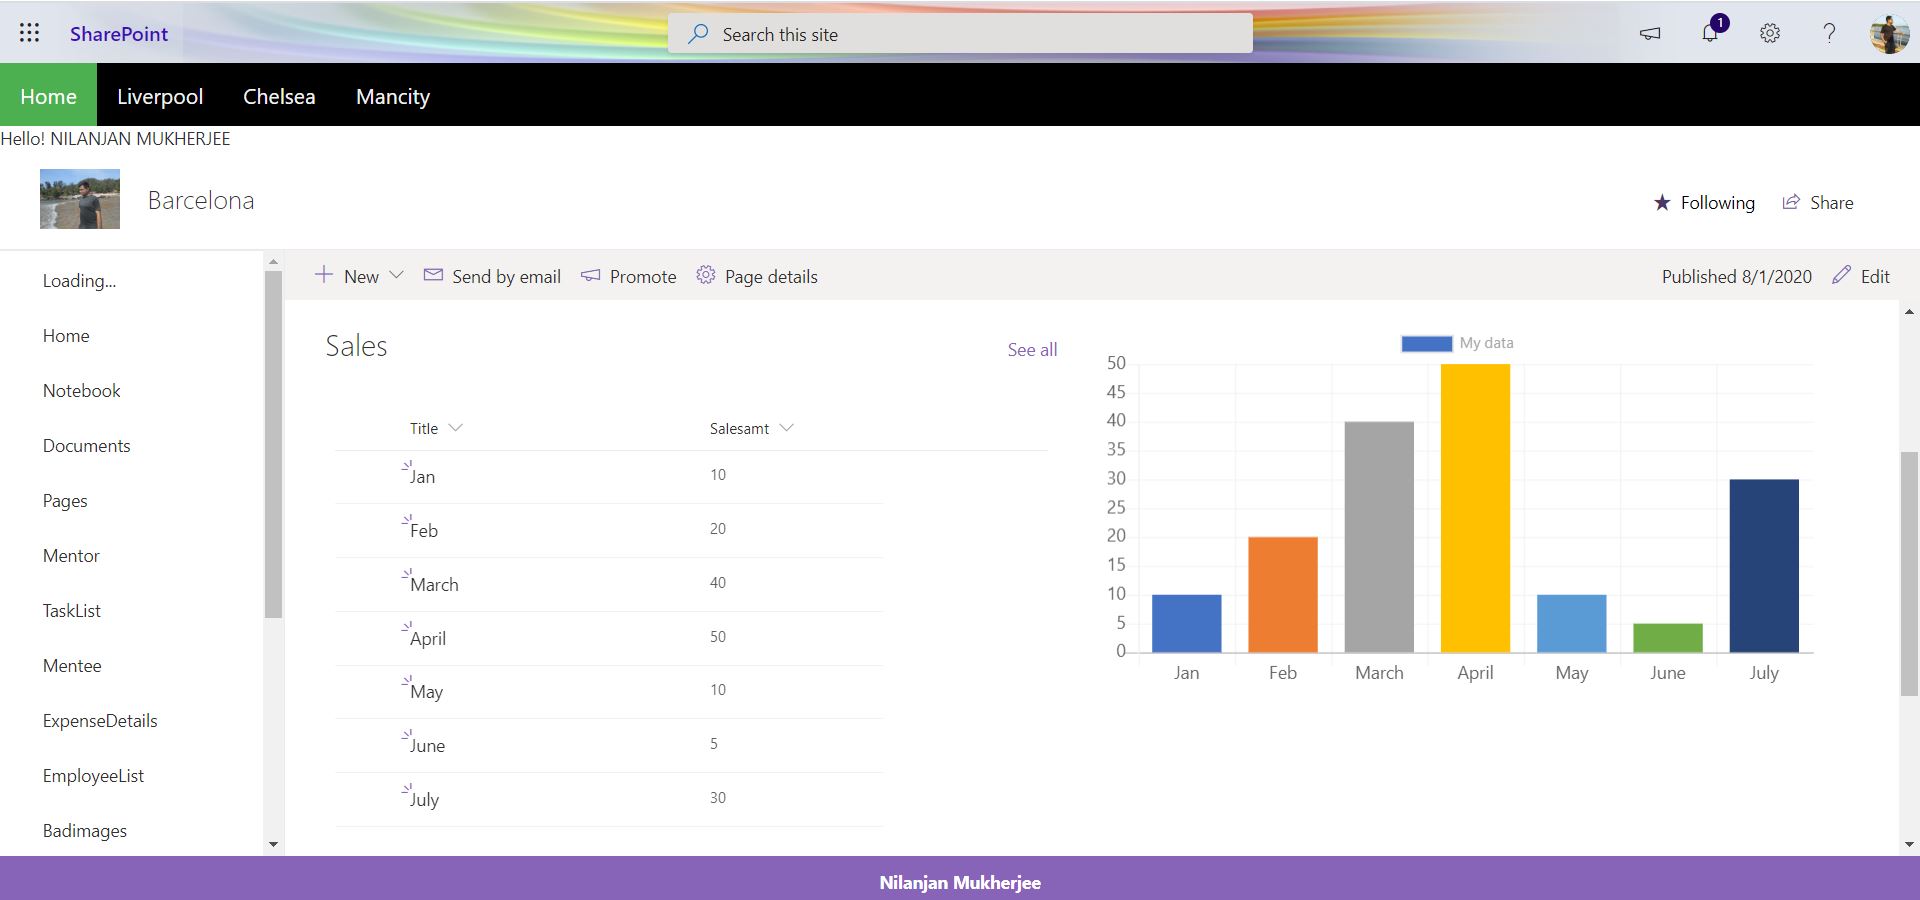 SharePoint
Search this site
1
Home Liverpool Chelsea Mancity
Hello! NILANJAN MUKHERJEE
Barcelona
Following Share
Loading...
Home
Notebook
Documents
Pages
Mentor
TaskList
Mentee
ExpenseDetails
EmployeeList
Badimages
New Send by email Promote Page details Published 8/1/2020 Edit
Sales See all
Title Salesamt
Jan 10
Feb 20
March 40
April 50
May 10
June 5
July 30
My data
50
45
40
35
30
25
20
15
10
5
0
Jan Feb March April May June July
Nilanjan Mukherjee